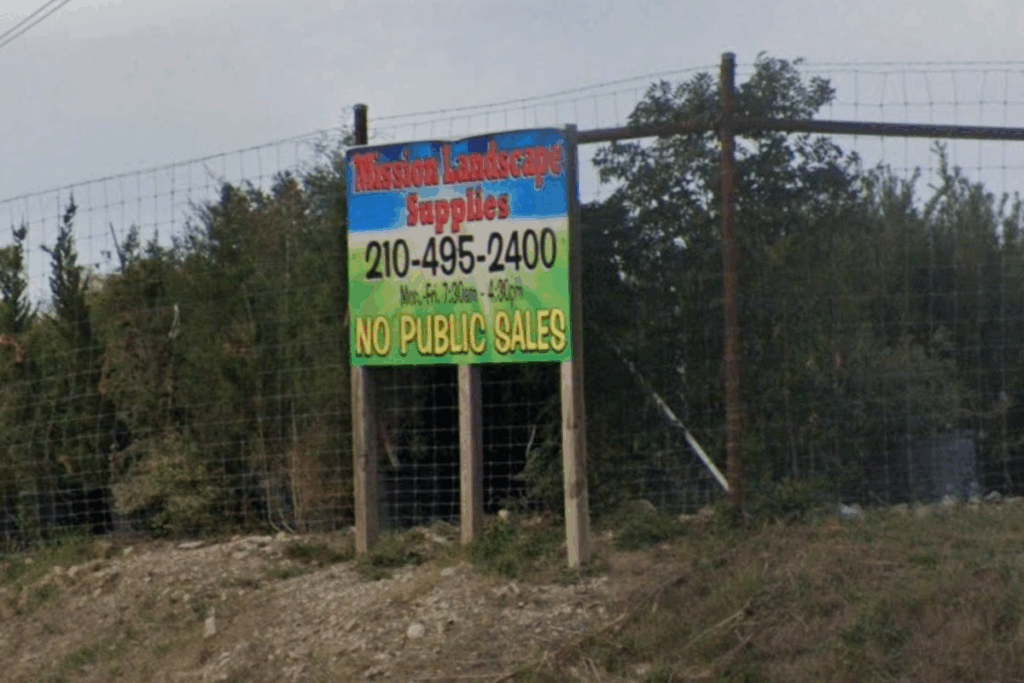 Mission Landscape
Supplies
210-495-2400
Mon.-Fri. 7:30am - 4:30pm
NO PUBLIC SALES